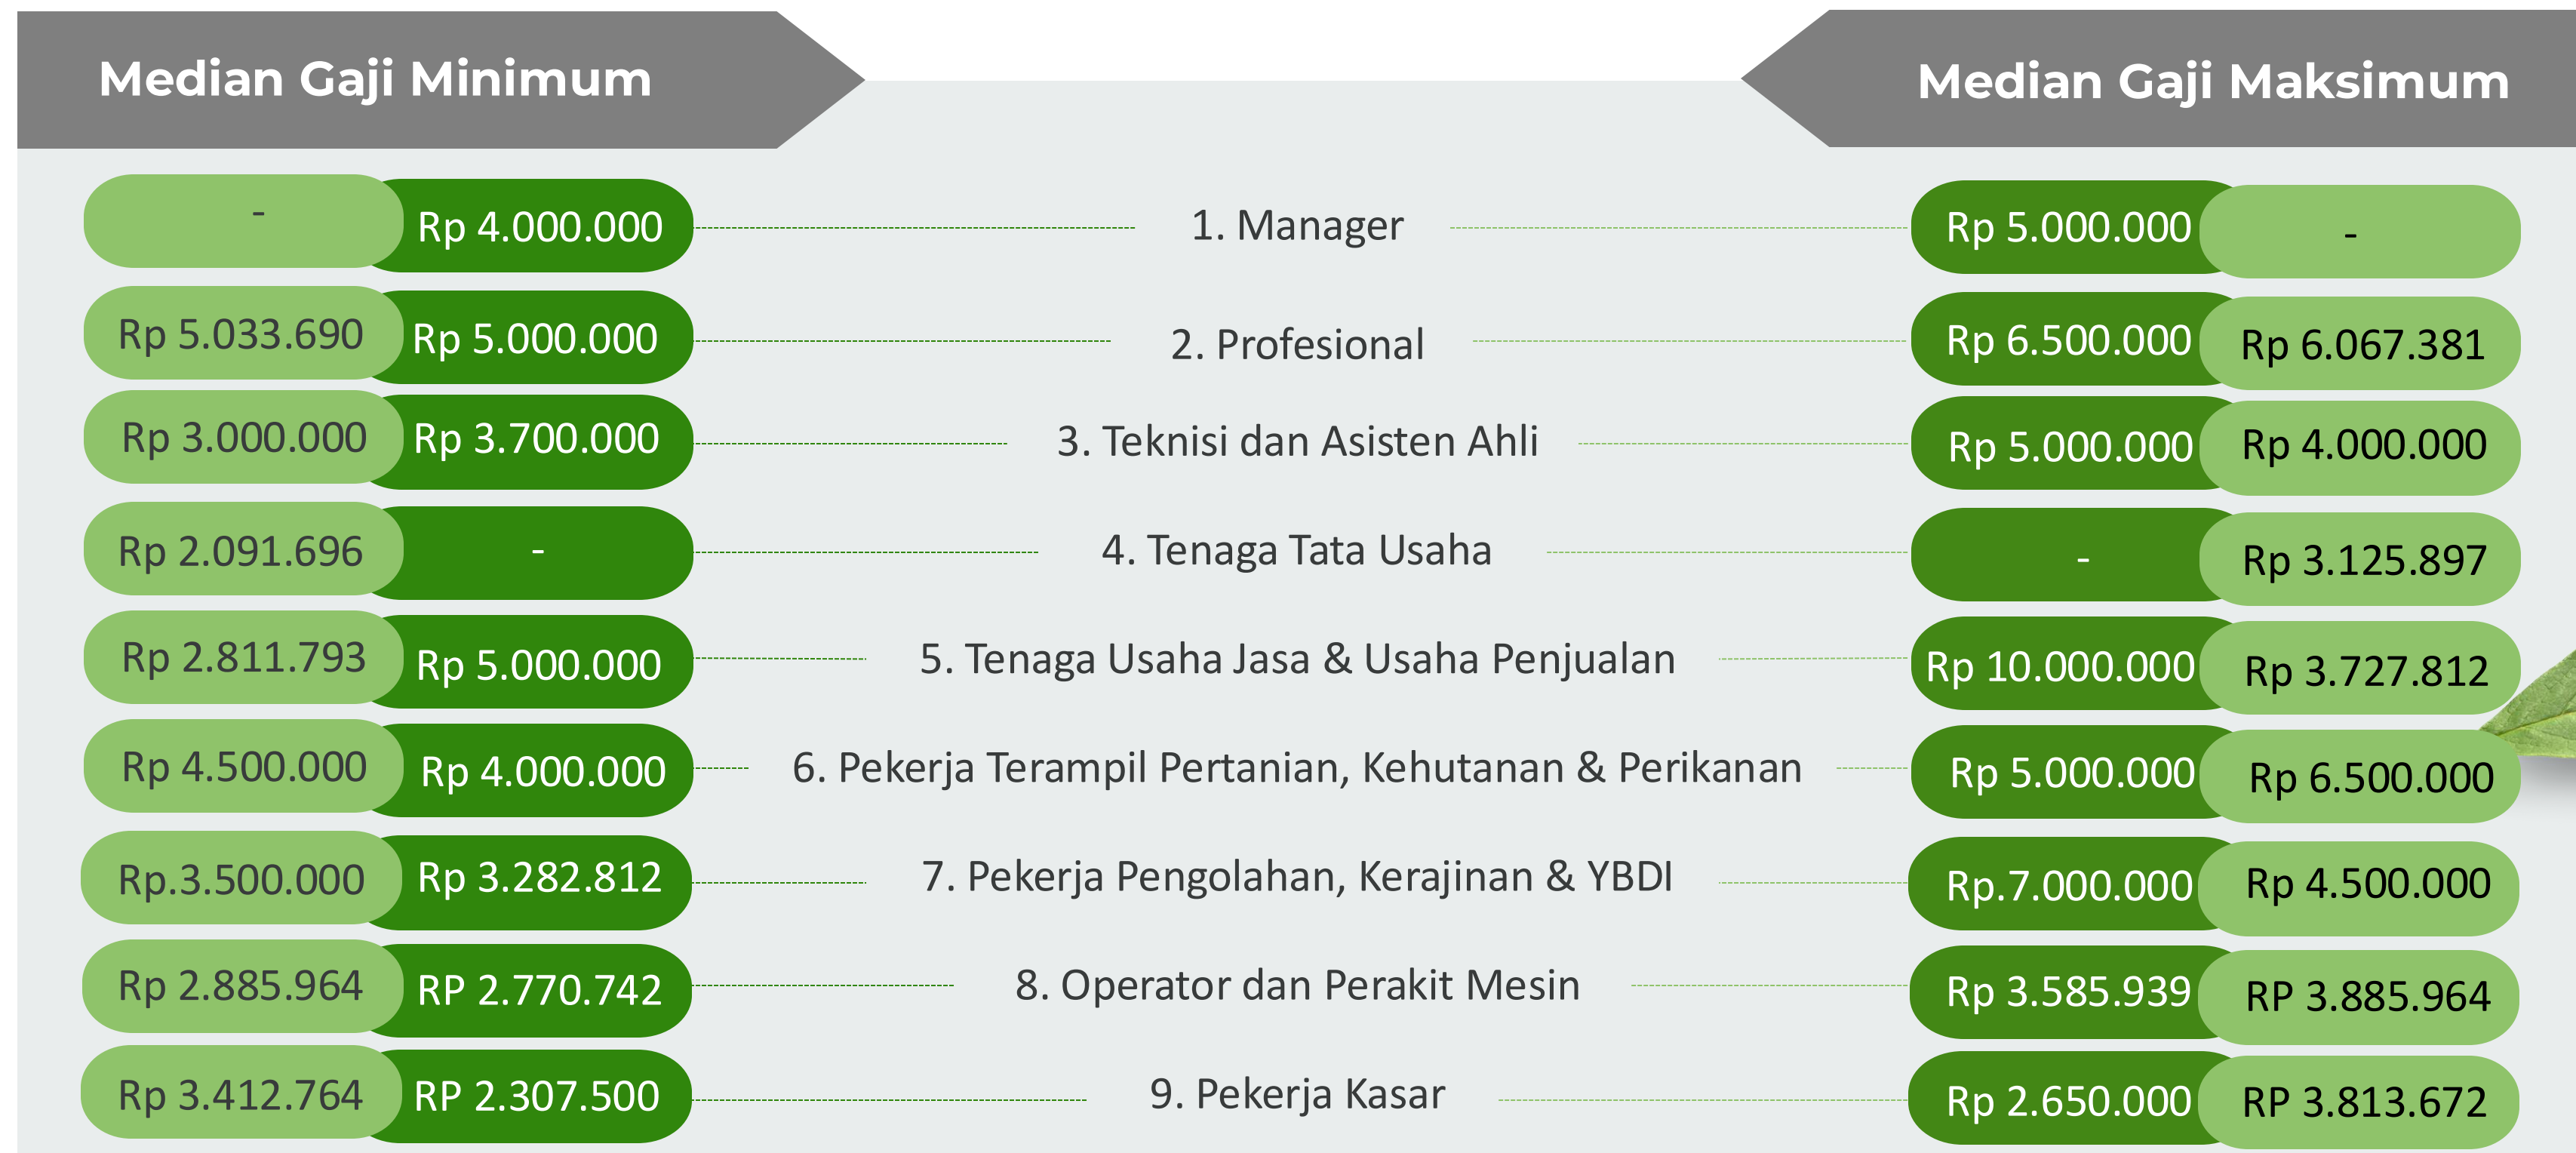 Median Gaji Minimum
Median Gaji Maksimum
- Rp 4.000.000 1. Manager Rp 5.000.000 -
Rp 5.033.690 Rp 5.000.000 2. Profesional Rp 6.500.000 Rp 6.067.381
Rp 3.000.000 Rp 3.700.000 3. Teknisi dan Asisten Ahli Rp 5.000.000 Rp 4.000.000
Rp 2.091.696 - 4. Tenaga Tata Usaha - Rp 3.125.897
Rp 2.811.793 Rp 5.000.000 5. Tenaga Usaha Jasa & Usaha Penjualan Rp 10.000.000 Rp 3.727.812
Rp 4.500.000 Rp 4.000.000 6. Pekerja Terampil Pertanian, Kehutanan & Perikanan Rp 5.000.000 Rp 6.500.000
Rp.3.500.000 Rp 3.282.812 7. Pekerja Pengolahan, Kerajinan & YBDI Rp.7.000.000 Rp 4.500.000
Rp 2.885.964 RP 2.770.742 8. Operator dan Perakit Mesin Rp 3.585.939 RP 3.885.964
Rp 3.412.764 RP 2.307.500 9. Pekerja Kasar Rp 2.650.000 RP 3.813.672